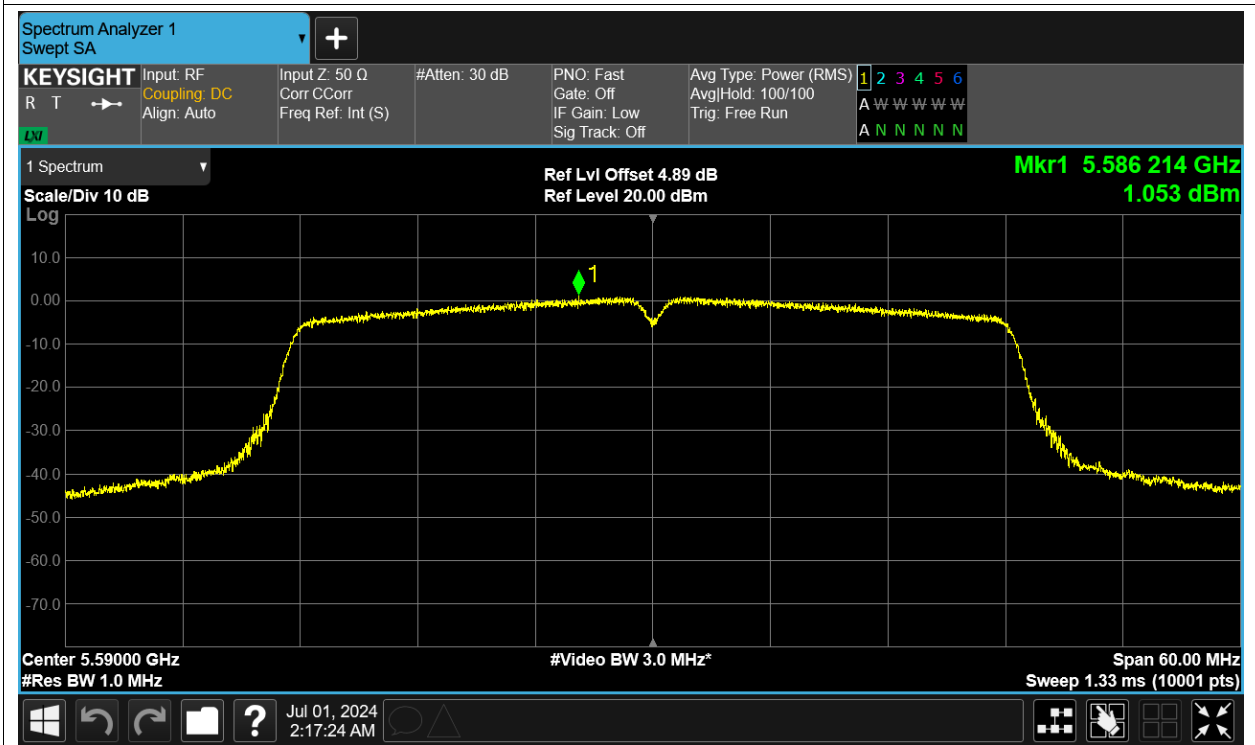 Spectrum Analyzer 1
Swept SA
+
KEYSIGHT
R T
LXI
Input: RF
Coupling: DC
Align: Auto
Input Z: 50 Ω
Corr CCorr
Freq Ref: Int (S)
#Atten: 30 dB
PNO: Fast
Gate: Off
IF Gain: Low
Sig Track: Off
Avg Type: Power (RMS)
Avg|Hold: 100/100
Trig: Free Run
1 2 3 4 5 6
A W W W W W
A N N N N N
1 Spectrum
Scale/Div 10 dB
Log
Ref Lvl Offset 4.89 dB
Ref Level 20.00 dBm
Mkr1 5.586 214 GHz
1.053 dBm
1
10.0
0.00
-10.0
-20.0
-30.0
-40.0
-50.0
-60.0
-70.0
Center 5.59000 GHz
#Res BW 1.0 MHz
#Video BW 3.0 MHz*
Span 60.00 MHz
Sweep 1.33 ms (10001 pts)
?
Jul 01, 2024
2:17:24 AM